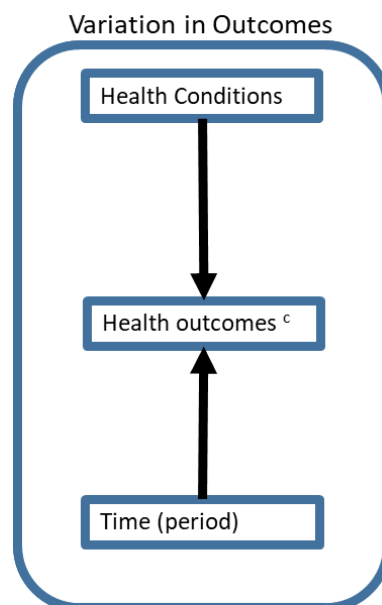 Variation in Outcomes
Health Conditions
Health outcomes ᶜ
Time (period)